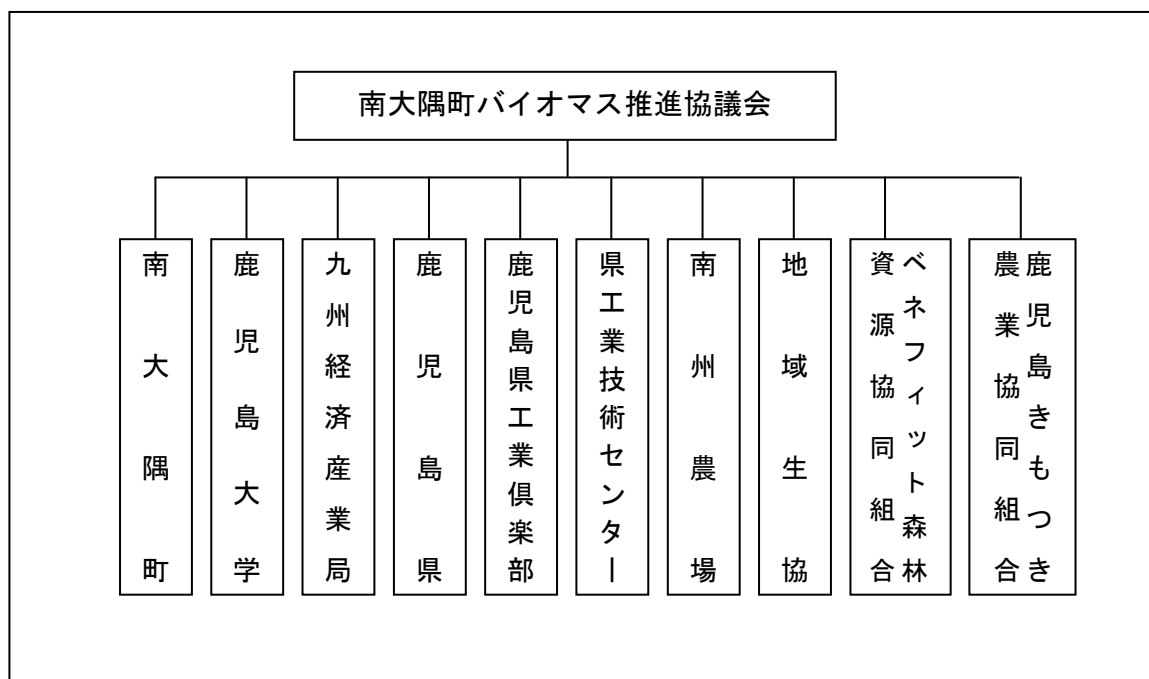 南大隅町バイオマス推進協議会
南大隅町
鹿児島大学
九州経済産業局
鹿児島県
鹿児島県工業倶楽部
県工業技術センター
南州農場
地域生協
ベネフィット森林
資源協同組合
鹿児島きもつき
農業協同組合